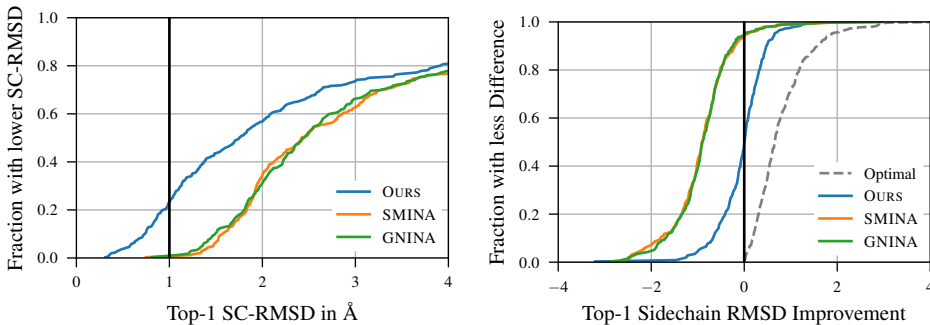 Fraction with lower SC-RMSD
1.0
0.8
0.6
0.4
0.2
0.0
0
1
2
3
4
Top-1 SC-RMSD in Å
OURS
SMINA
GNINA
Fraction with less Difference
1.0
0.8
0.6
0.4
0.2
0.0
−4
−2
0
2
4
Top-1 Sidechain RMSD Improvement
Optimal
OURS
SMINA
GNINA